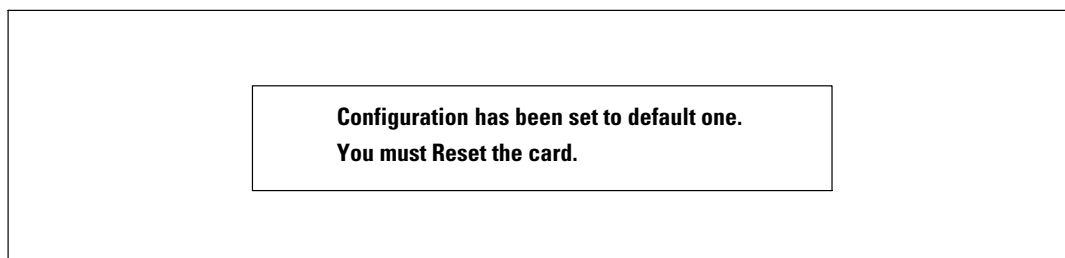 Configuration has been set to default one.
You must Reset the card.